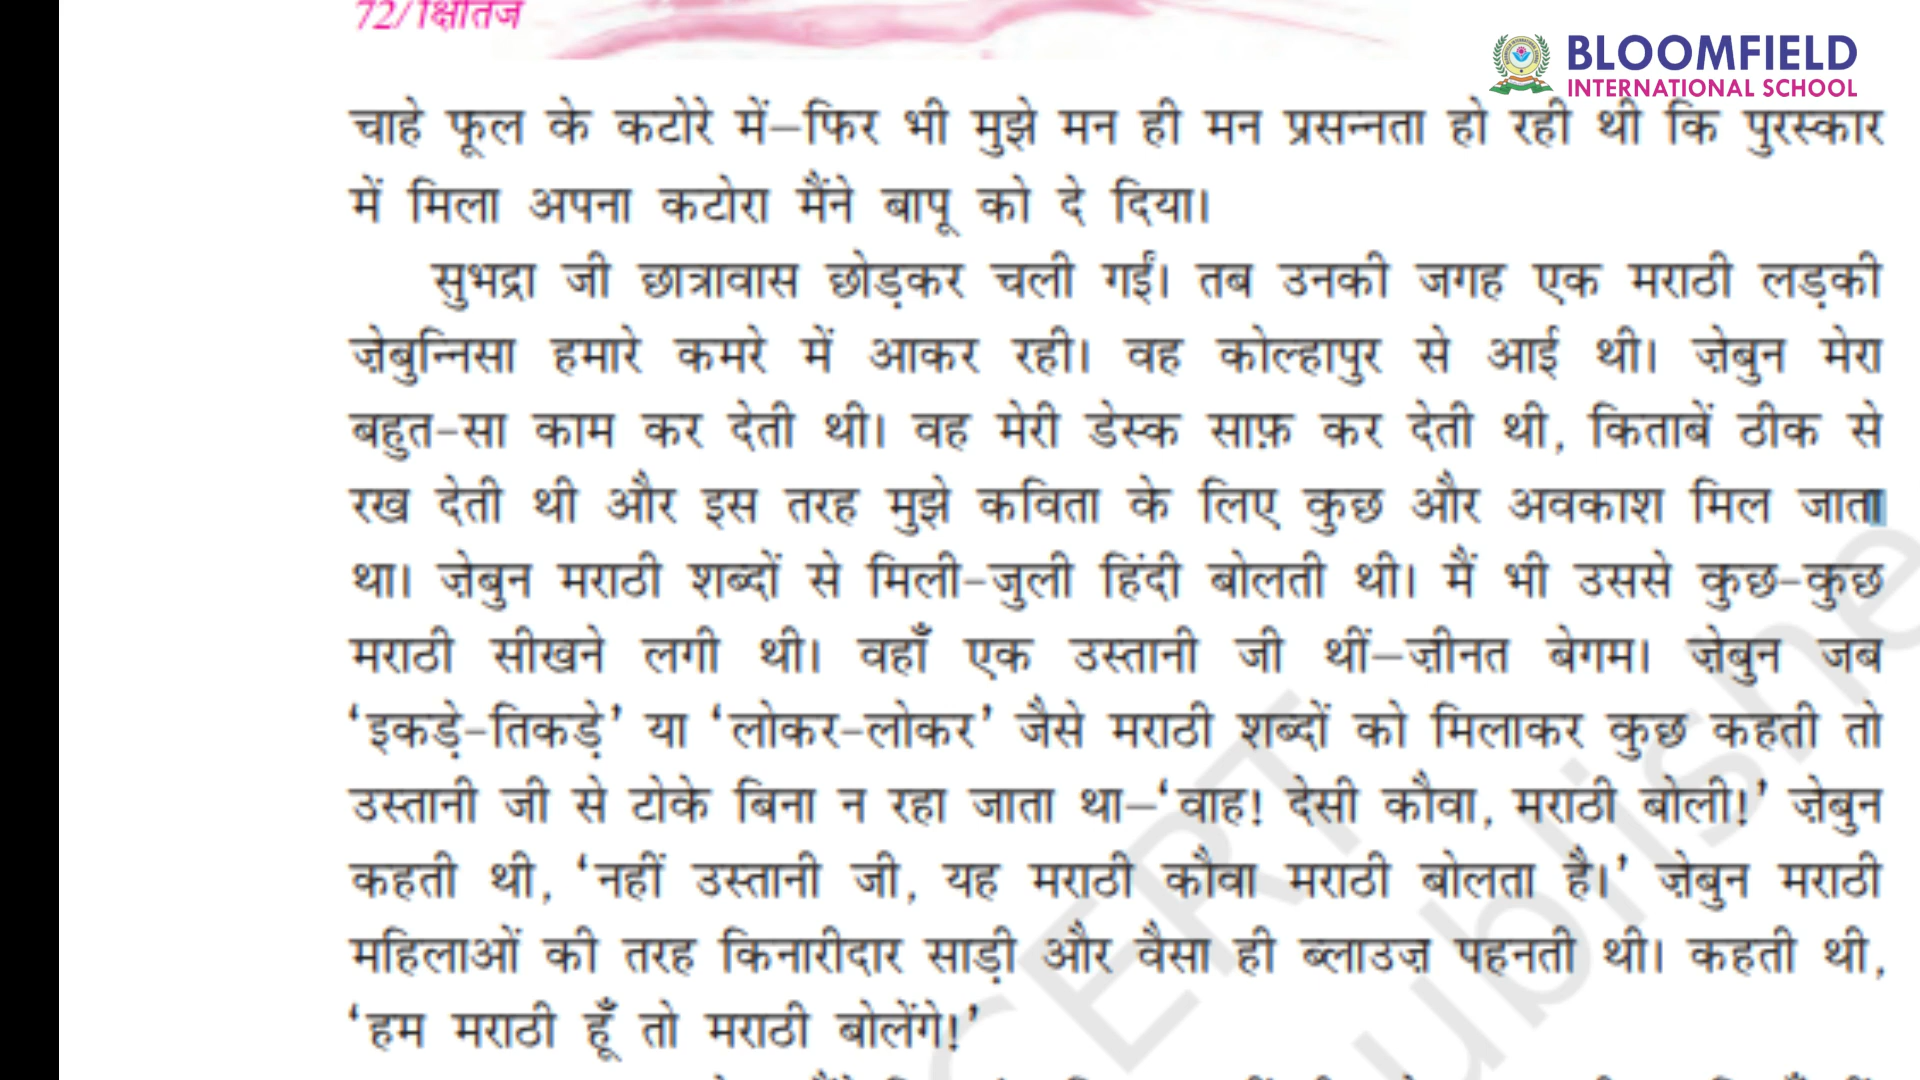 72/क्षितिज
BLOOMFIELD
INTERNATIONAL SCHOOL
चाहे फूल के कटोरे में–फिर भी मुझे मन ही मन प्रसन्नता हो रही थी कि पुरस्कार
में मिला अपना कटोरा मैंने बापू को दे दिया।
सुभद्रा जी छात्रावास छोड़कर चली गईं। तब उनकी जगह एक मराठी लड़की
ज़ेबुन्निसा हमारे कमरे में आकर रही। वह कोल्हापुर से आई थी। ज़ेबुन मेरा
बहुत-सा काम कर देती थी। वह मेरी डेस्क साफ़ कर देती थी, किताबें ठीक से
रख देती थी और इस तरह मुझे कविता के लिए कुछ और अवकाश मिल जाता
था। ज़ेबुन मराठी शब्दों से मिली-जुली हिंदी बोलती थी। मैं भी उससे कुछ-कुछ
मराठी सीखने लगी थी। वहाँ एक उस्तानी जी थीं–ज़ीनत बेगम। ज़ेबुन जब
‘इकड़े-तिकड़े’ या ‘लोकर-लोकर’ जैसे मराठी शब्दों को मिलाकर कुछ कहती तो
उस्तानी जी से टोके बिना न रहा जाता था–‘वाह! देसी कौवा, मराठी बोली!’ ज़ेबुन
कहती थी, ‘नहीं उस्तानी जी, यह मराठी कौवा मराठी बोलता है।’ ज़ेबुन मराठी
महिलाओं की तरह किनारीदार साड़ी और वैसा ही ब्लाउज़ पहनती थी। कहती थी,
‘हम मराठी हूँ तो मराठी बोलेंगे!’